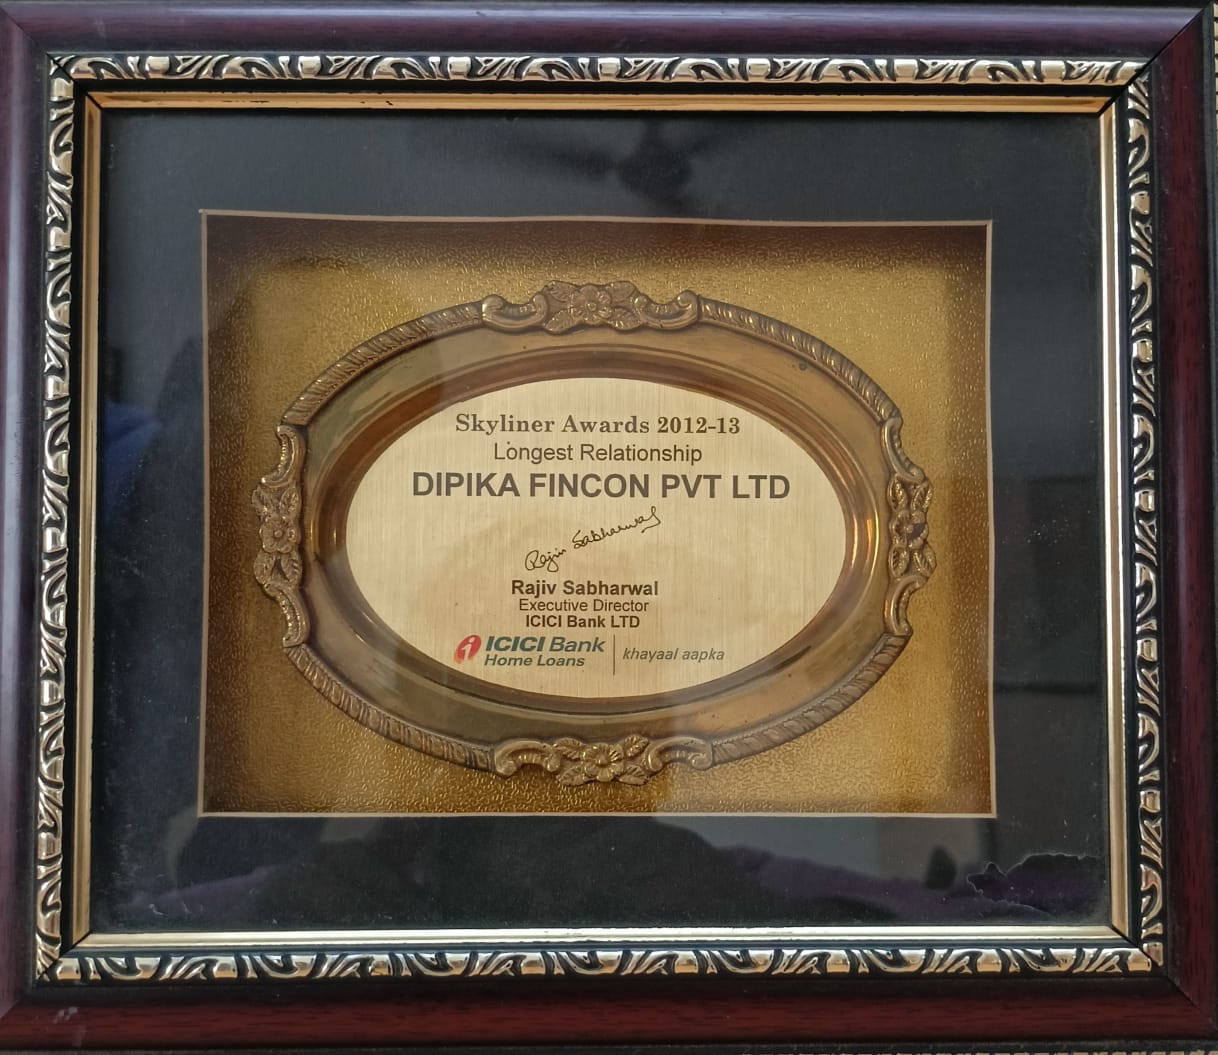 Skyliner Awards 2012-13
Longest Relationship
DIPIKA FINCON PVT LTD
Rajiv Sabharwal
Rajiv Sabharwal
Executive Director
ICICI Bank LTD
ICICI Bank
Home Loans
khayaal aapka